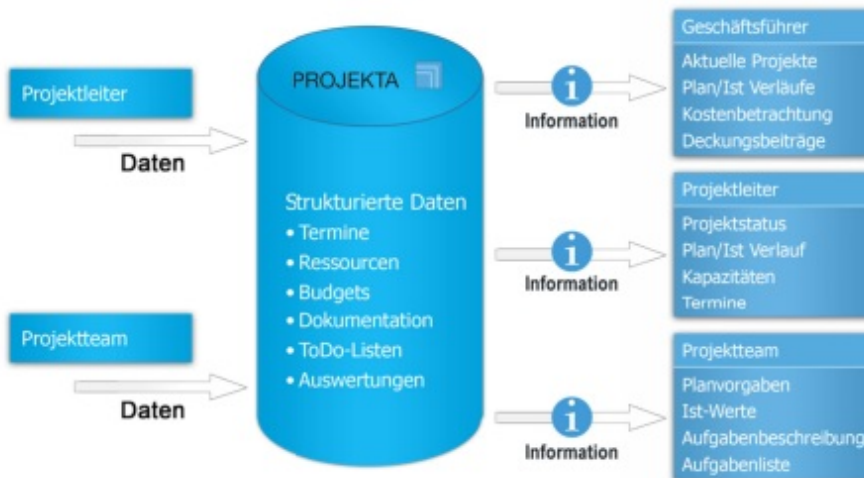 Projektleiter
Daten
Projektteam
Daten
PROJEKTA
Strukturierte Daten
• Termine
• Ressourcen
• Budgets
• Dokumentation
• ToDo-Listen
• Auswertungen
i
Information
i
Information
i
Information
Geschäftsführer
Aktuelle Projekte
Plan/Ist Verläufe
Kostenbetrachtung
Deckungsbeiträge
Projektleiter
Projektstatus
Plan/Ist Verlauf
Kapazitäten
Termine
Projektteam
Planvorgaben
Ist-Werte
Aufgabenbeschreibung
Aufgabenliste